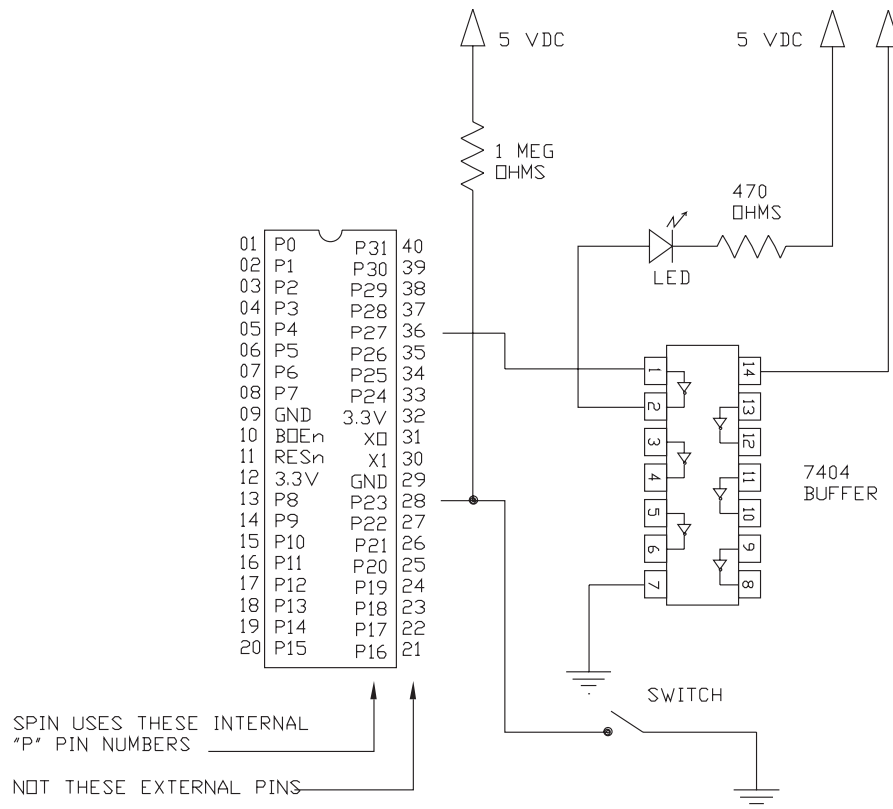 5 VDC
5 VDC
1 MEG
OHMS
470
OHMS
LED
01 P0 P31 40
02 P1 P30 39
03 P2 P29 38
04 P3 P28 37
05 P4 P27 36
06 P5 P26 35
07 P6 P25 34
08 P7 P24 33
09 GND 3.3V 32
10 BOEn XO 31
11 RESn X1 30
12 3.3V GND 29
13 P8 P23 28
14 P9 P22 27
15 P10 P21 26
16 P11 P20 25
17 P12 P19 24
18 P13 P18 23
19 P14 P17 22
20 P15 P16 21
1 14
2 13
3 12
4 11
5 10
6 9
7 8
7404
BUFFER
SWITCH
SPIN USES THESE INTERNAL
"P" PIN NUMBERS
NOT THESE EXTERNAL PINS